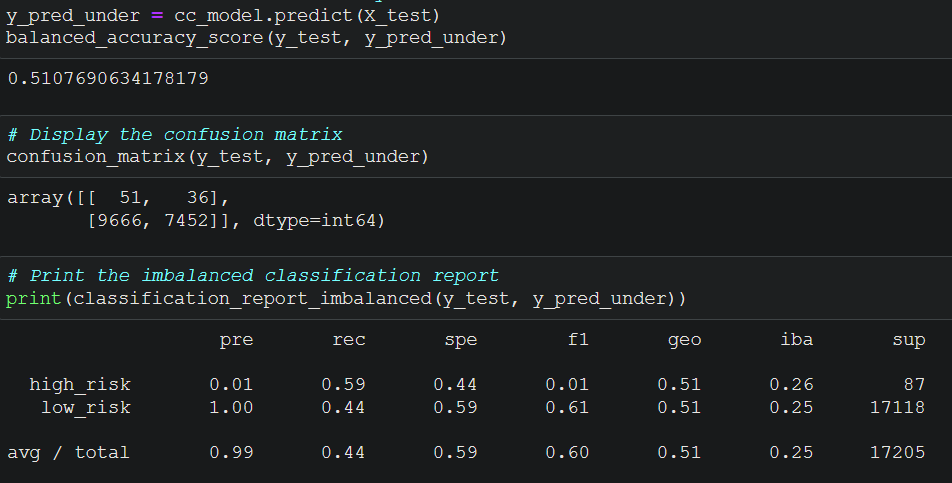 y_pred_under = cc_model.predict(X_test)
balanced_accuracy_score(y_test, y_pred_under)
0.5107690634178179
# Display the confusion matrix
confusion_matrix(y_test, y_pred_under)
array([[  51,   36],
       [9666, 7452]], dtype=int64)
# Print the imbalanced classification report
print(classification_report_imbalanced(y_test, y_pred_under))
pre rec spe f1 geo iba sup
high_risk 0.01 0.59 0.44 0.01 0.51 0.26 87
low_risk 1.00 0.44 0.59 0.61 0.51 0.25 17118
avg / total 0.99 0.44 0.59 0.60 0.51 0.25 17205